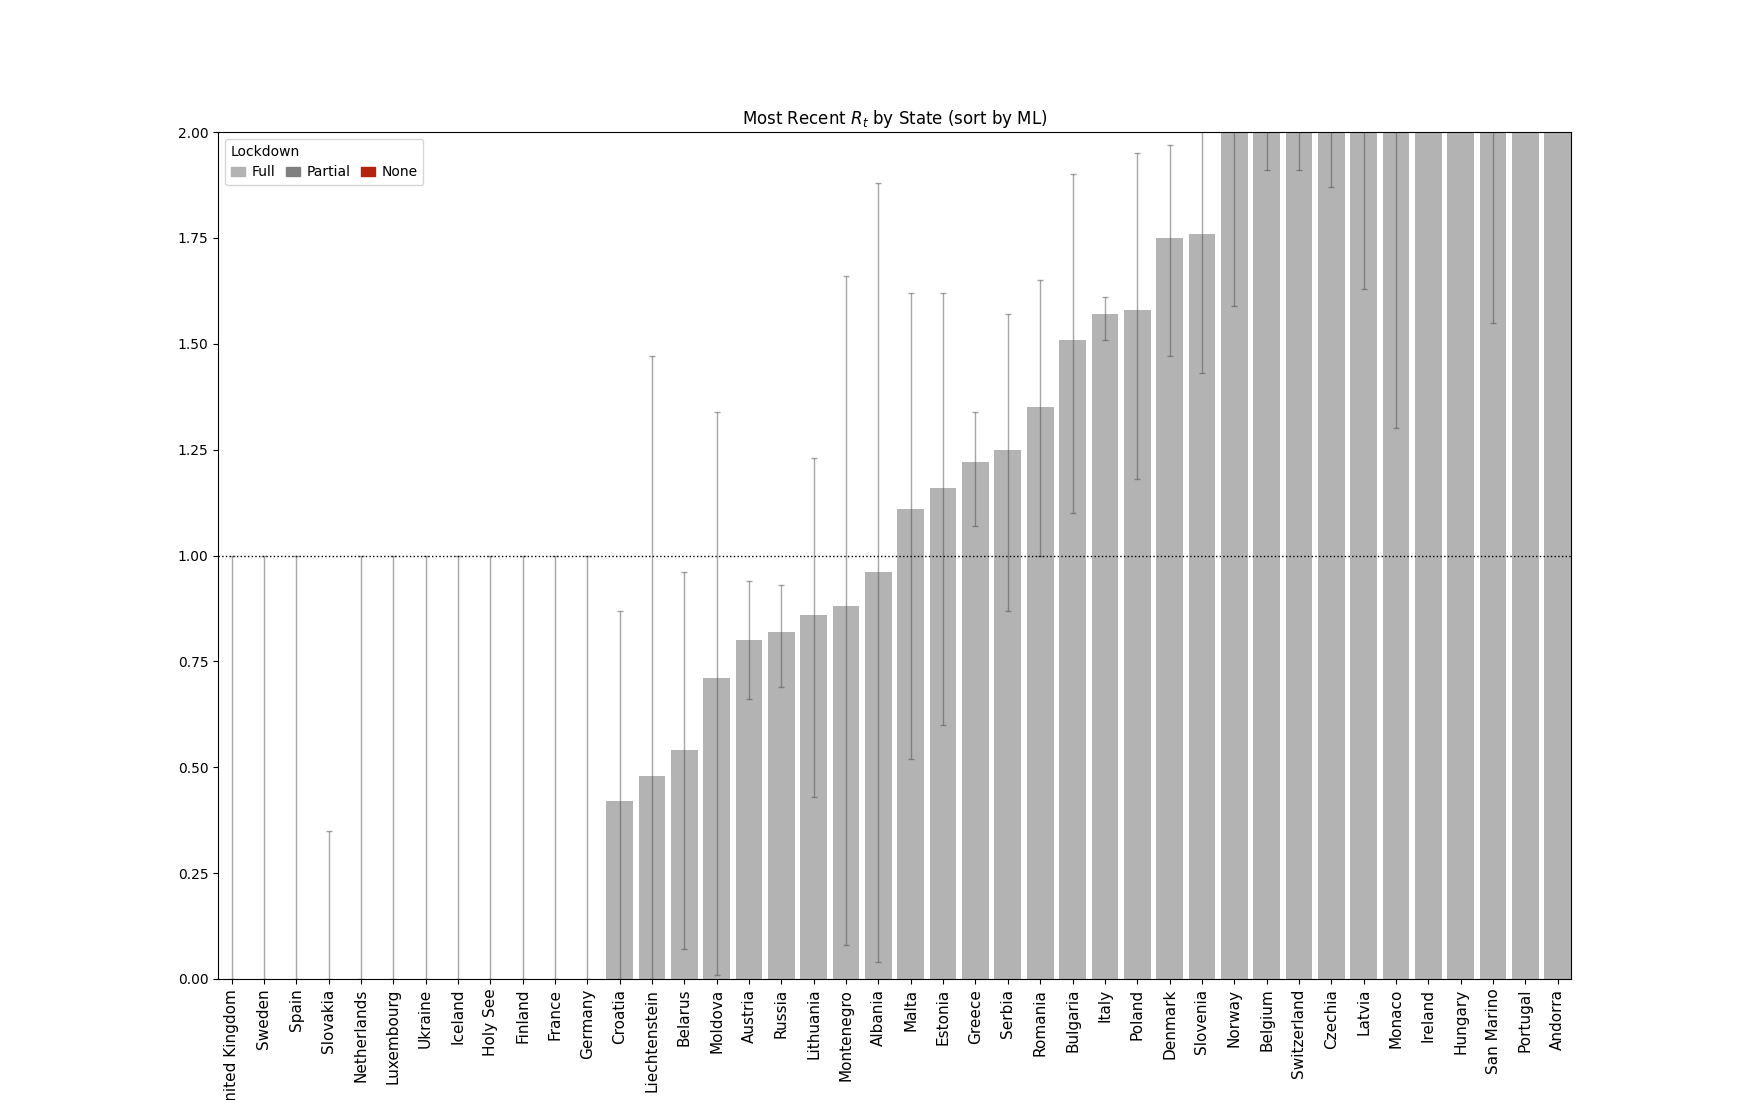 Most Recent Rt by State (sort by ML)
2.00
Lockdown
Full Partial None
1.75
1.50
1.25
1.00
0.75
0.50
0.25
0.00
nited Kingdom
Sweden
Spain
Slovakia
Netherlands
Luxembourg
Ukraine
Iceland
Holy See
Finland
France
Germany
Croatia
Liechtenstein
Belarus
Moldova
Austria
Russia
Lithuania
Montenegro
Albania
Malta
Estonia
Greece
Serbia
Romania
Bulgaria
Italy
Poland
Denmark
Slovenia
Norway
Belgium
Switzerland
Czechia
Latvia
Monaco
Ireland
Hungary
San Marino
Portugal
Andorra